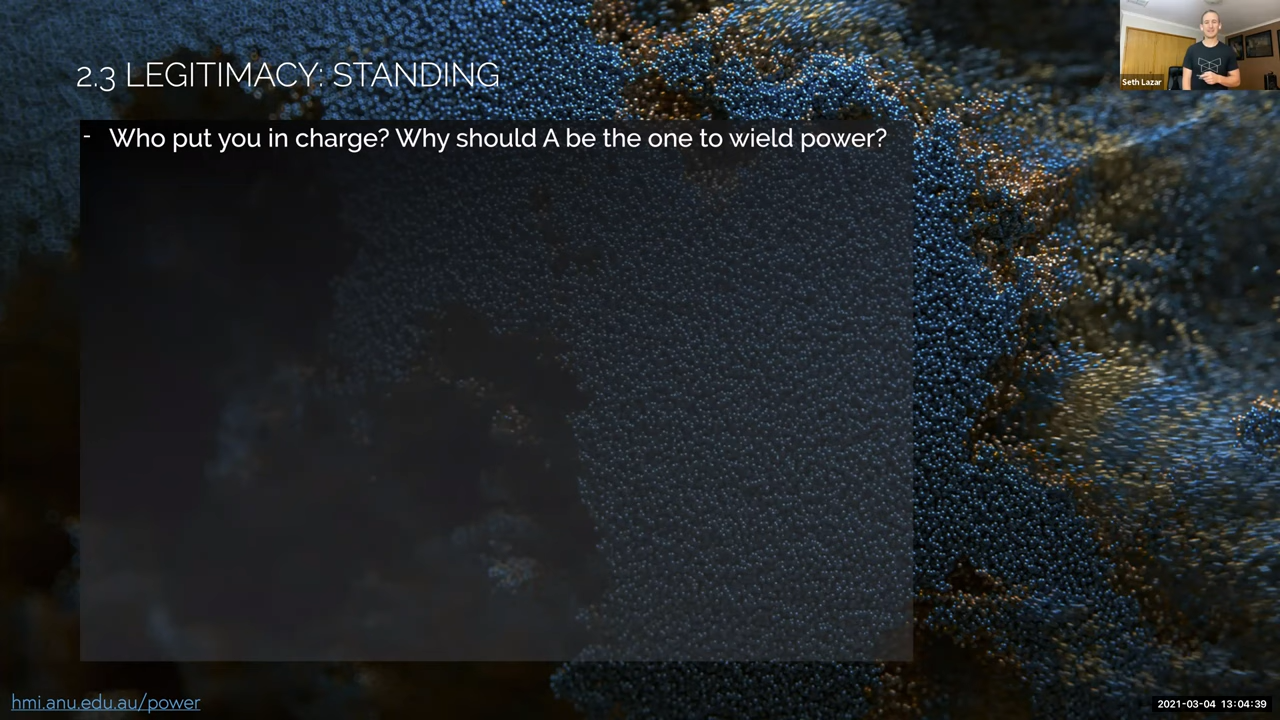 Seth Lazar
2.3 LEGITIMACY: STANDING
- Who put you in charge? Why should A be the one to wield power?
hmi.anu.edu.au/power
2021-03-04 13:04:39